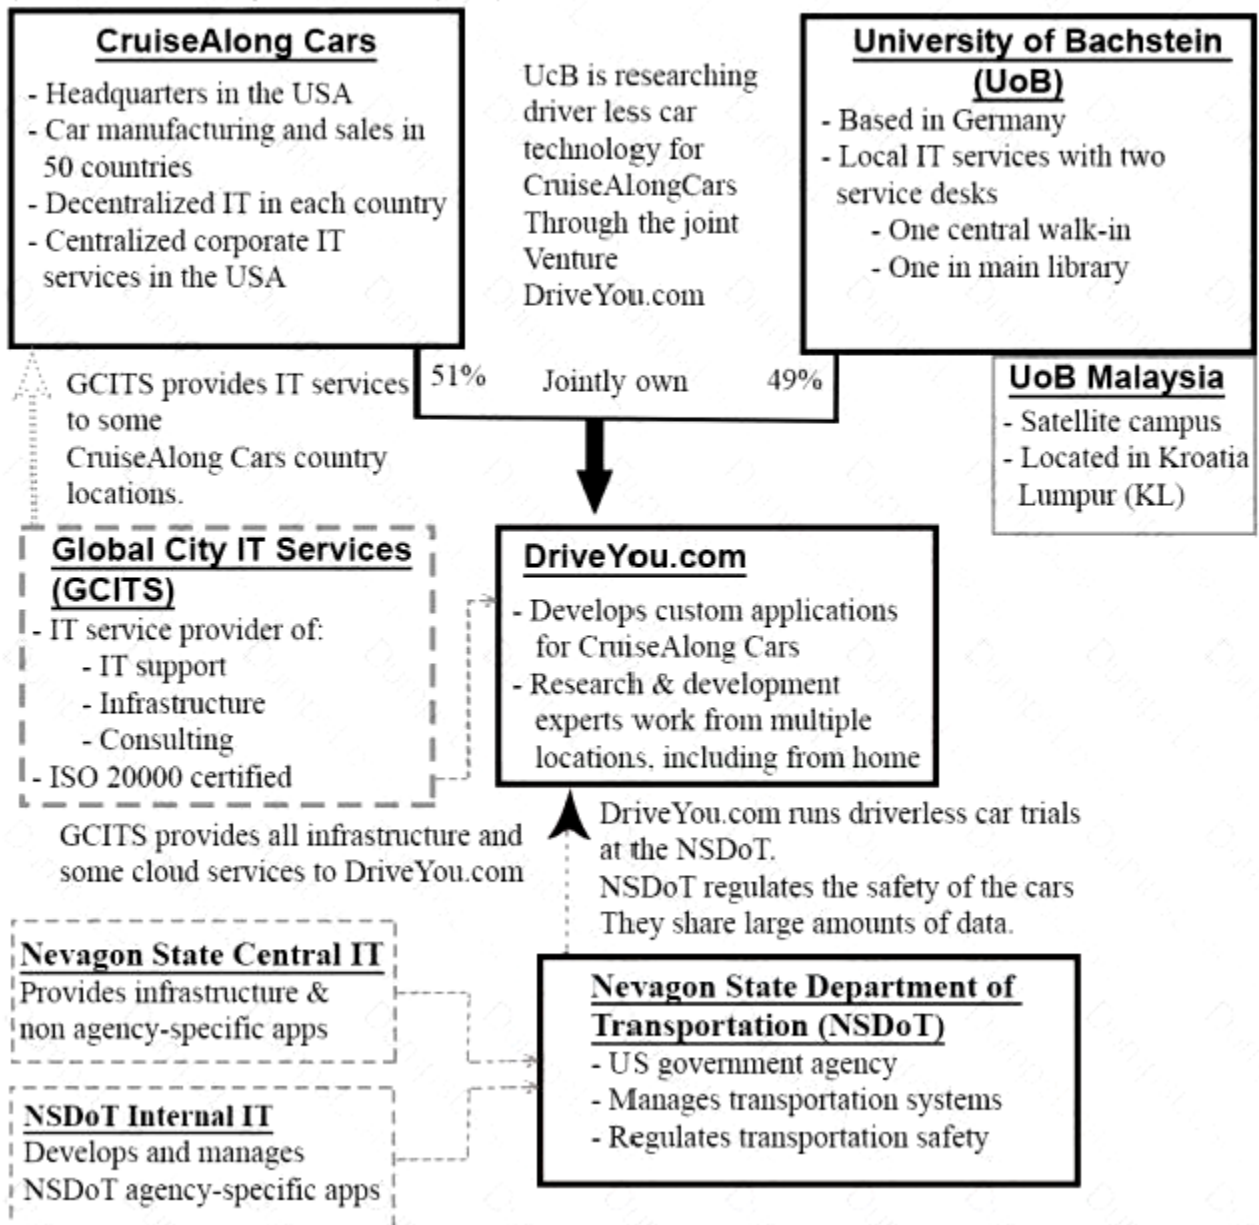 CruiseAlong Cars
- Headquarters in the USA
- Car manufacturing and sales in
50 countries
- Decentralized IT in each country
- Centralized corporate IT
services in the USA
UcB is researching
driver less car
technology for
CruiseAlongCars
Through the joint
Venture
DriveYou.com
University of Bachstein
(UoB)
- Based in Germany
- Local IT services with two
service desks
- One central walk-in
- One in main library
UoB Malaysia
- Satellite campus
- Located in Kroatia
Lumpur (KL)
51%
Jointly own
49%
GCITS provides IT services
to some
CruiseAlong Cars country
locations.
Global City IT Services
(GCITS)
- IT service provider of:
- IT support
- Infrastructure
- Consulting
- ISO 20000 certified
DriveYou.com
- Develops custom applications
for CruiseAlong Cars
- Research & development
experts work from multiple
locations, including from home
GCITS provides all infrastructure and
some cloud services to DriveYou.com
DriveYou.com runs driverless car trials
at the NSDoT.
NSDoT regulates the safety of the cars
They share large amounts of data.
Nevagon State Central IT
Provides infrastructure &
non agency-specific apps
NSDoT Internal IT
Develops and manages
NSDoT agency-specific apps
Nevagon State Department of
Transportation (NSDoT)
- US government agency
- Manages transportation systems
- Regulates transportation safety